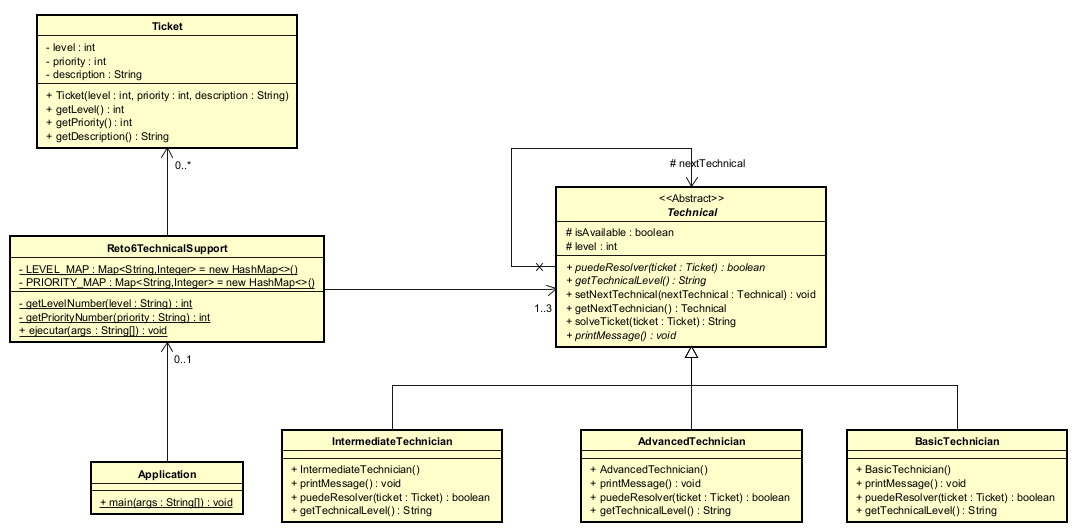 Ticket
- level : int
- priority : int
- description : String
+ Ticket(level : int, priority : int, description : String)
+ getLevel() : int
+ getPriority() : int
+ getDescription() : String
0..*
# nextTechnical
<<Abstract>>
Technical
# isAvailable : boolean
# level : int
+ puedeResolver(ticket : Ticket) : boolean
+ getTechnicalLevel() : String
+ setNextTechnical(nextTechnical : Technical) : void
+ getNextTechnician() : Technical
+ solveTicket(ticket : Ticket) : String
+ printMessage() : void
Reto6TechnicalSupport
- LEVEL_MAP : Map<String,Integer> = new HashMap<>()
- PRIORITY_MAP : Map<String,Integer> = new HashMap<>()
- getLevelNumber(level : String) : int
- getPriorityNumber(priority : String) : int
+ ejecutar(args : String[]) : void
1..3
0..1
Application
+ main(args : String[]) : void
IntermediateTechnician
+ IntermediateTechnician()
+ printMessage() : void
+ puedeResolver(ticket : Ticket) : boolean
+ getTechnicalLevel() : String
AdvancedTechnician
+ AdvancedTechnician()
+ printMessage() : void
+ puedeResolver(ticket : Ticket) : boolean
+ getTechnicalLevel() : String
BasicTechnician
+ BasicTechnician()
+ printMessage() : void
+ puedeResolver(ticket : Ticket) : boolean
+ getTechnicalLevel() : String